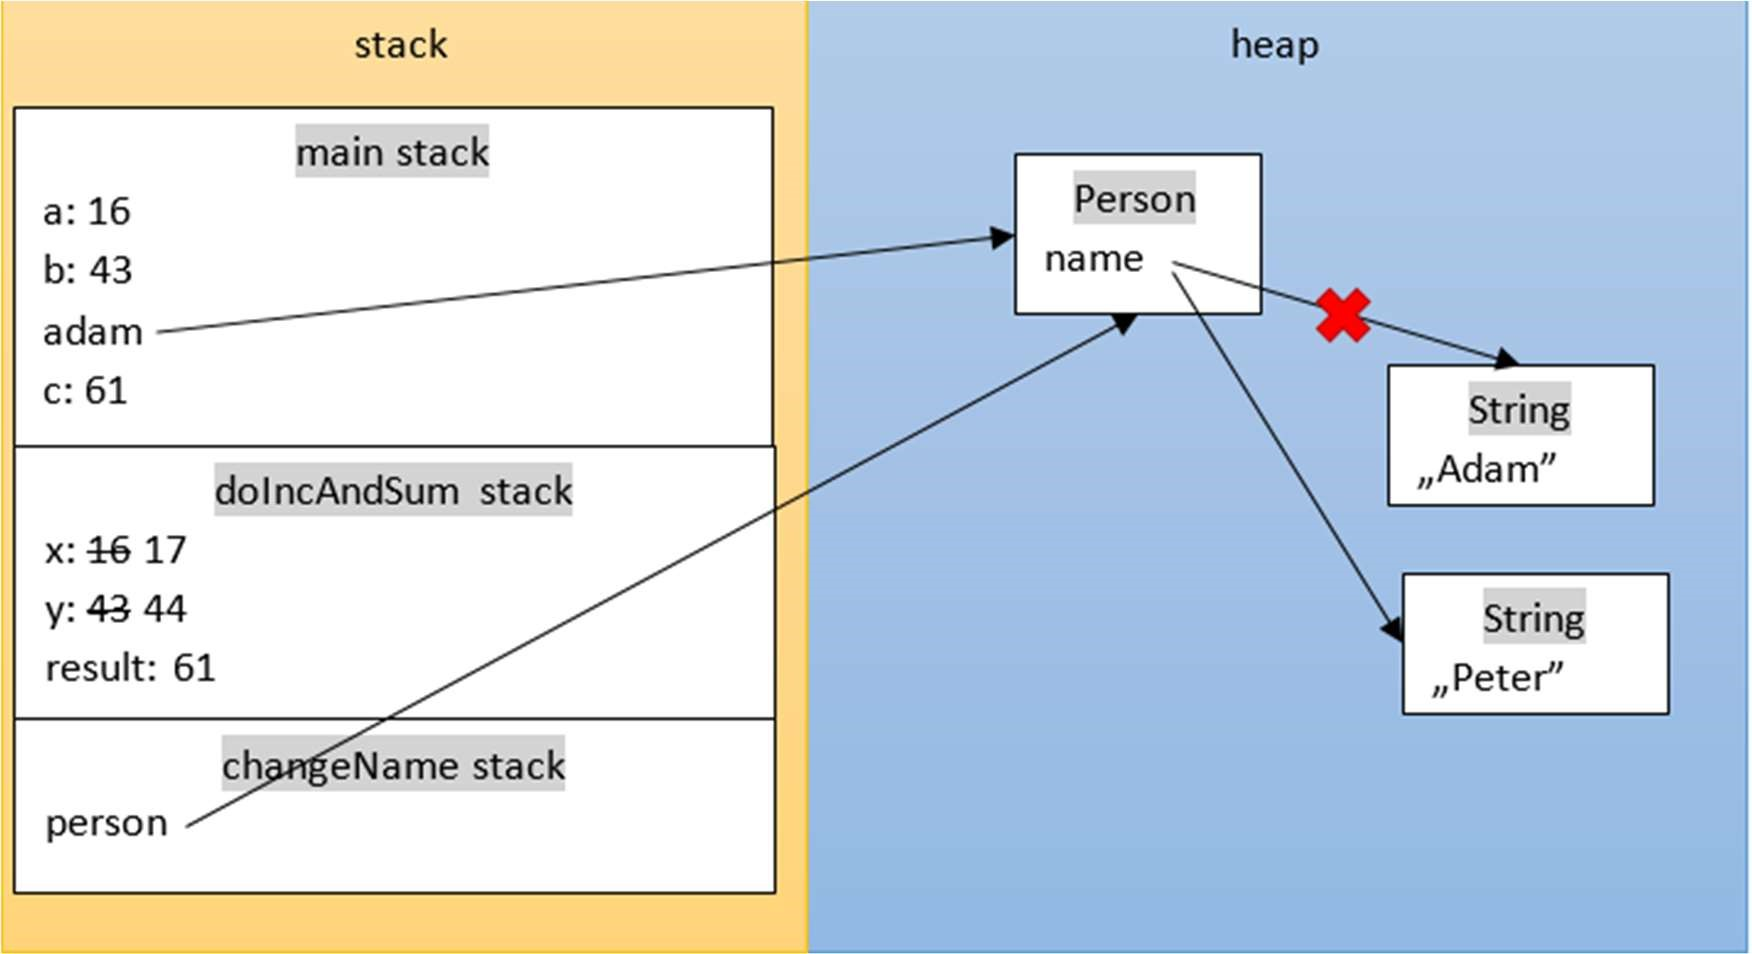 stack
main stack
a: 16
b: 43
adam
c: 61
doIncAndSum stack
x: 16 17
y: 43 44
result: 61
changeName stack
person
heap
Person
name
String
„Adam”
String
„Peter”